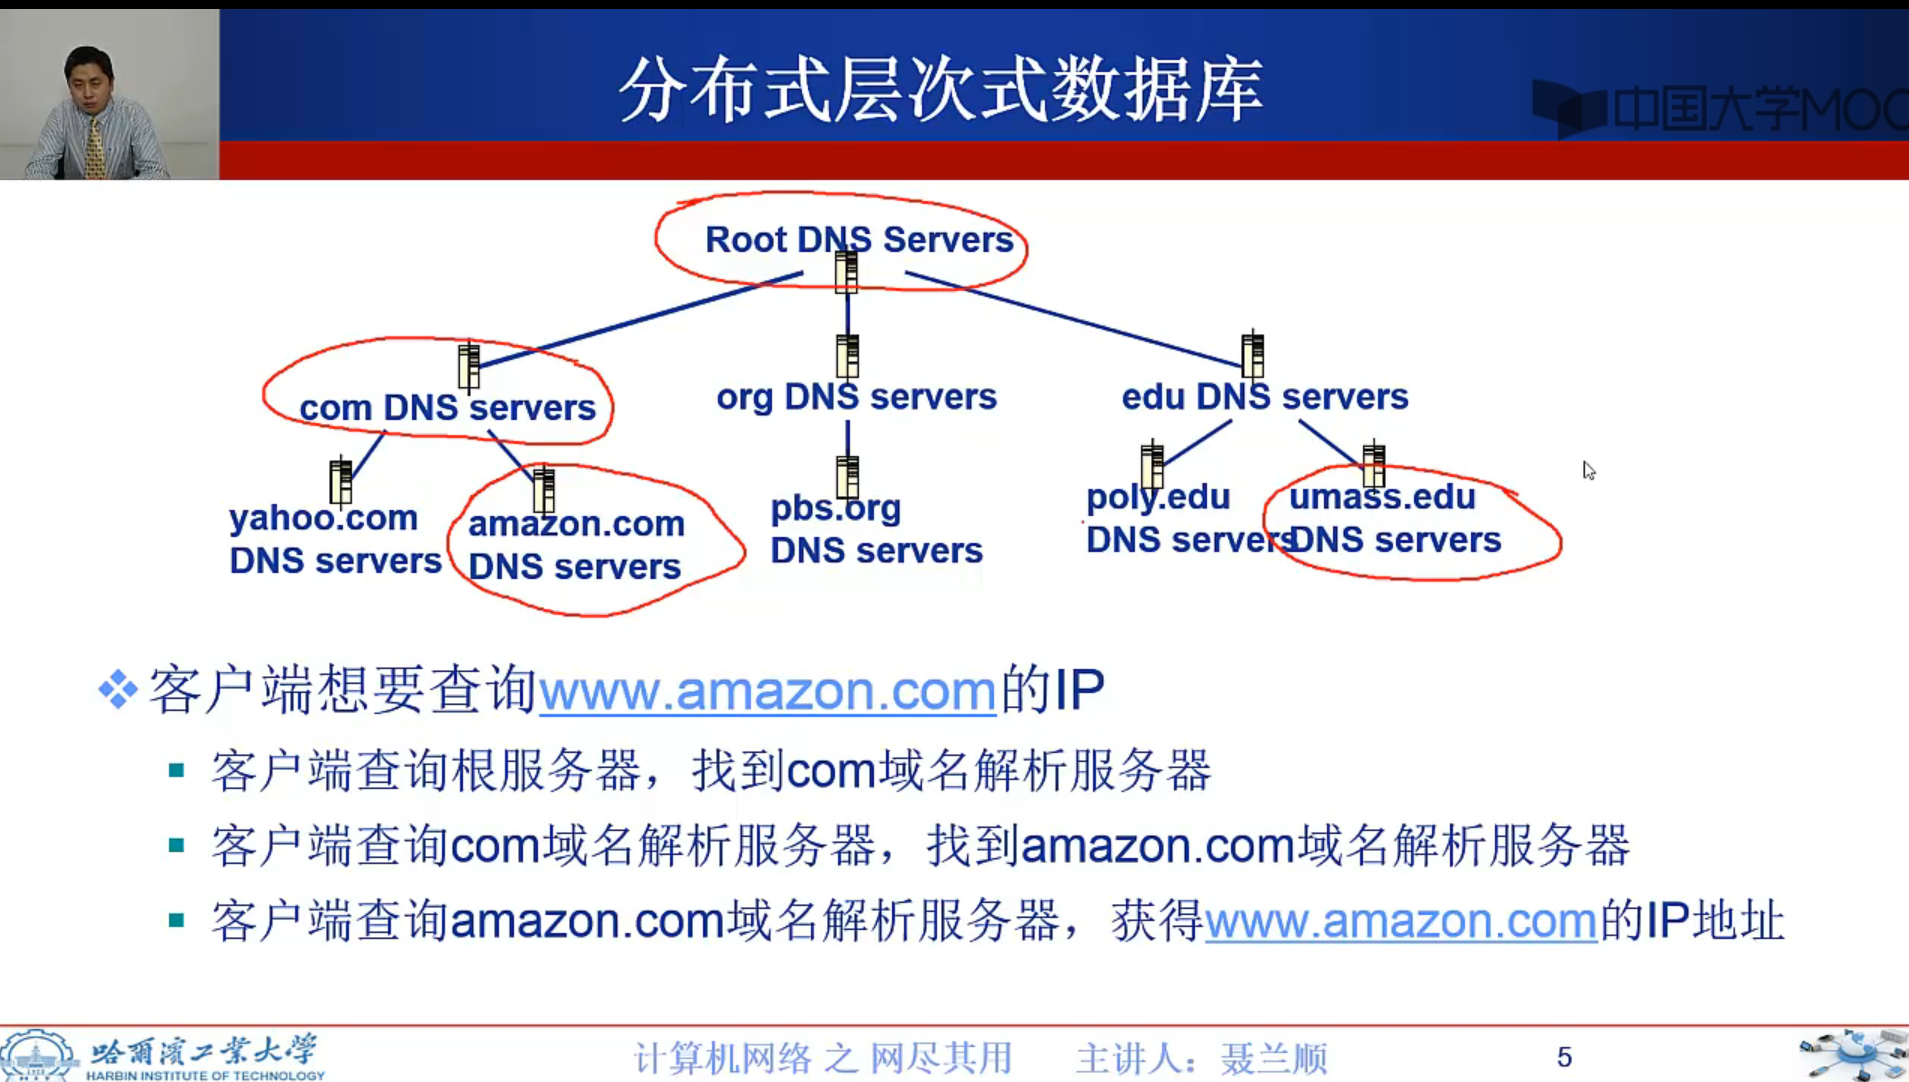 分布式层次式数据库
中国大学MOO
Root DNS Servers
com DNS servers
org DNS servers
edu DNS servers
yahoo.com
DNS servers
amazon.com
DNS servers
pbs.org
DNS servers
poly.edu
DNS servers
umass.edu
DNS servers
客户端想要查询www.amazon.com的IP
客户端查询根服务器，找到com域名解析服务器
客户端查询com域名解析服务器，找到amazon.com域名解析服务器
客户端查询amazon.com域名解析服务器，获得www.amazon.com的IP地址
哈爾濱工業大學
HARBIN INSTITUTE OF TECHNOLOGY
计算机网络 之 网尽其用 主讲人：聂兰顺
5